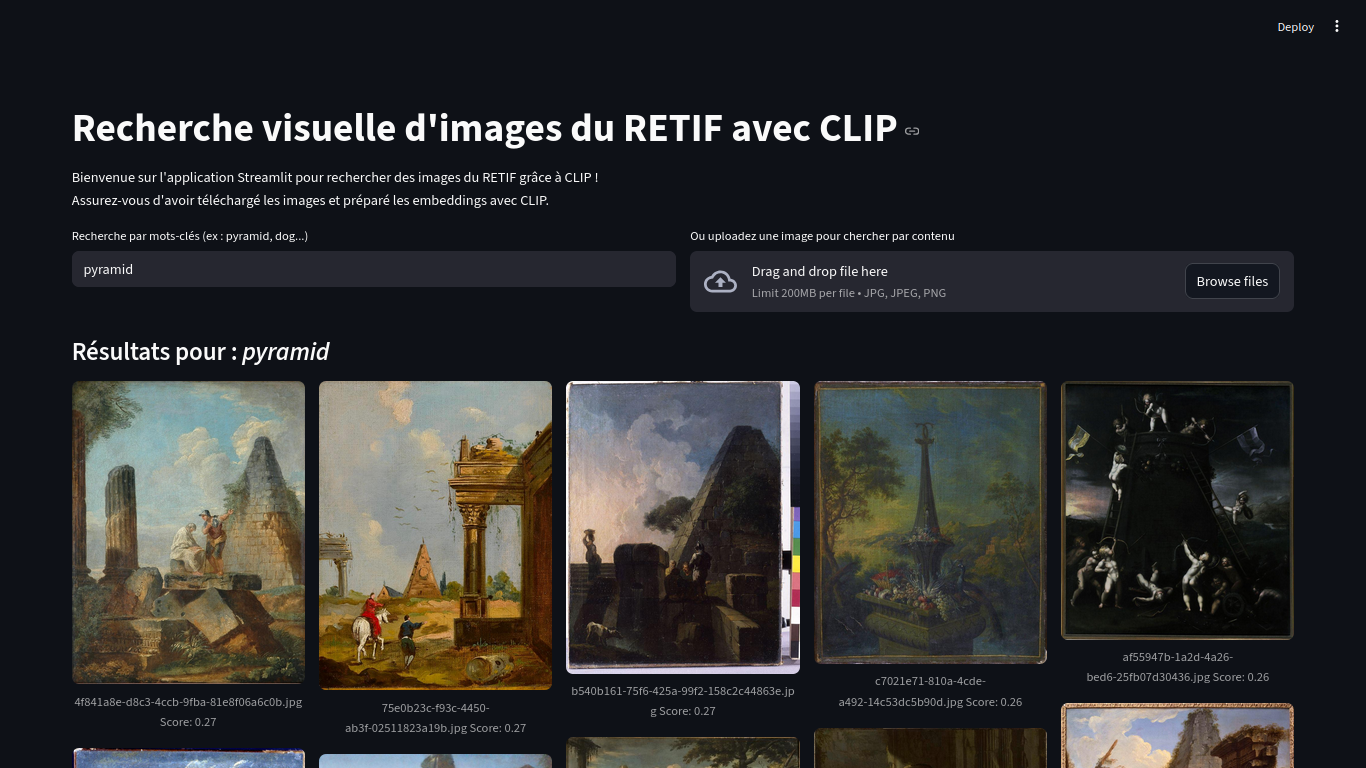 Deploy
Recherche visuelle d'images du RETIF avec CLIP
Bienvenue sur l'application Streamlit pour rechercher des images du RETIF grâce à CLIP !
Assurez-vous d'avoir téléchargé les images et préparé les embeddings avec CLIP.
Recherche par mots-clés (ex : pyramid, dog...)
pyramid
Ou uploadez une image pour chercher par contenu
Drag and drop file here
Limit 200MB per file • JPG, JPEG, PNG
Browse files
Résultats pour : pyramid
4f841a8e-d8c3-4ccb-9fba-81e8f06a6c0b.jpg
Score: 0.27
75e0b23c-f93c-4450-
ab3f-02511823a19b.jpg Score: 0.27
b540b161-75f6-425a-99f2-158c2c44863e.jp
g Score: 0.27
c7021e71-810a-4cde-
a492-14c53dc5b90d.jpg Score: 0.26
af55947b-1a2d-4a26-
bed6-25fb07d30436.jpg Score: 0.26